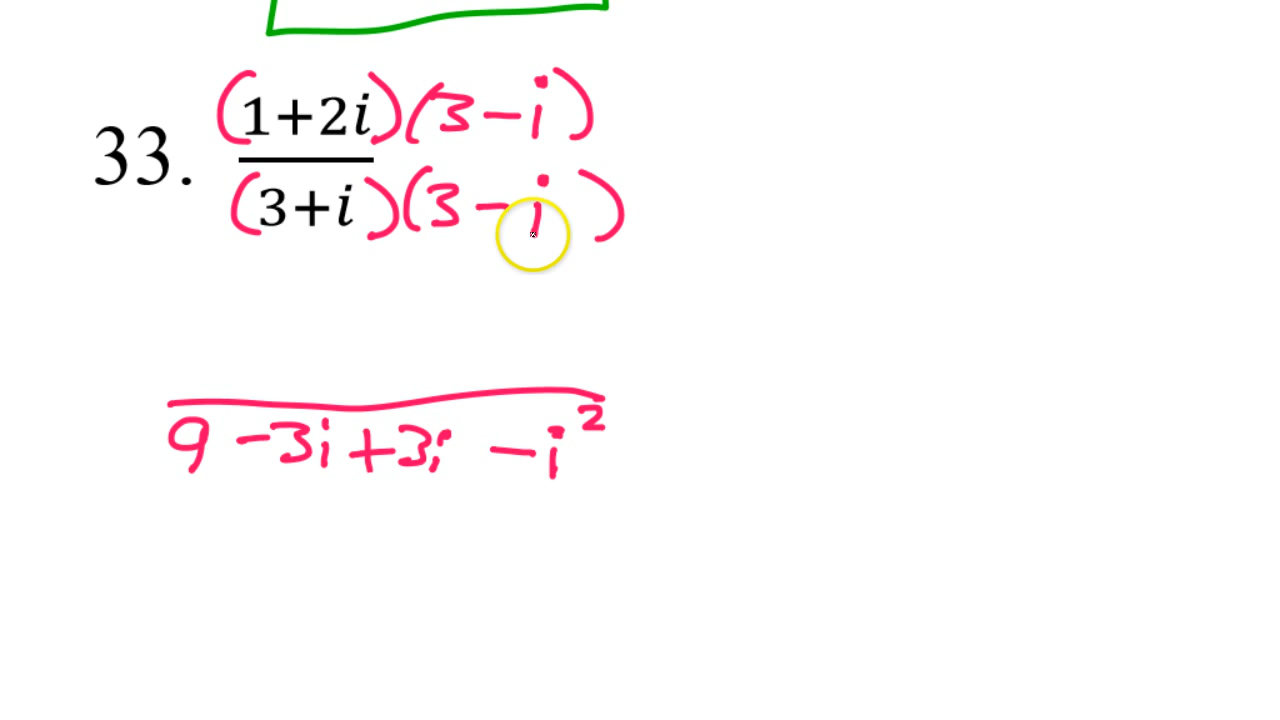 (1+2i)(3-i)
33.
(3+i)(3-i)
9 -3i +3i -i²